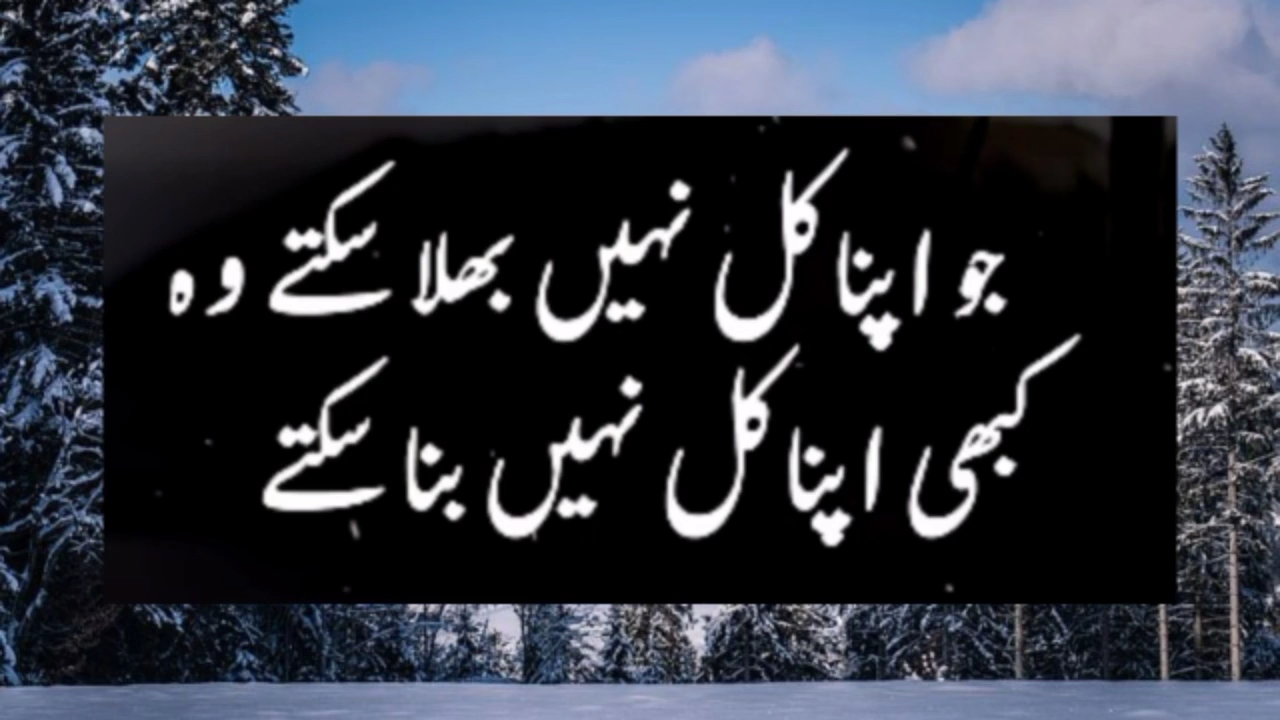 جو اپنا کل نہیں بھلا سکتے وہ
کبھی اپنا کل نہیں بنا سکتے